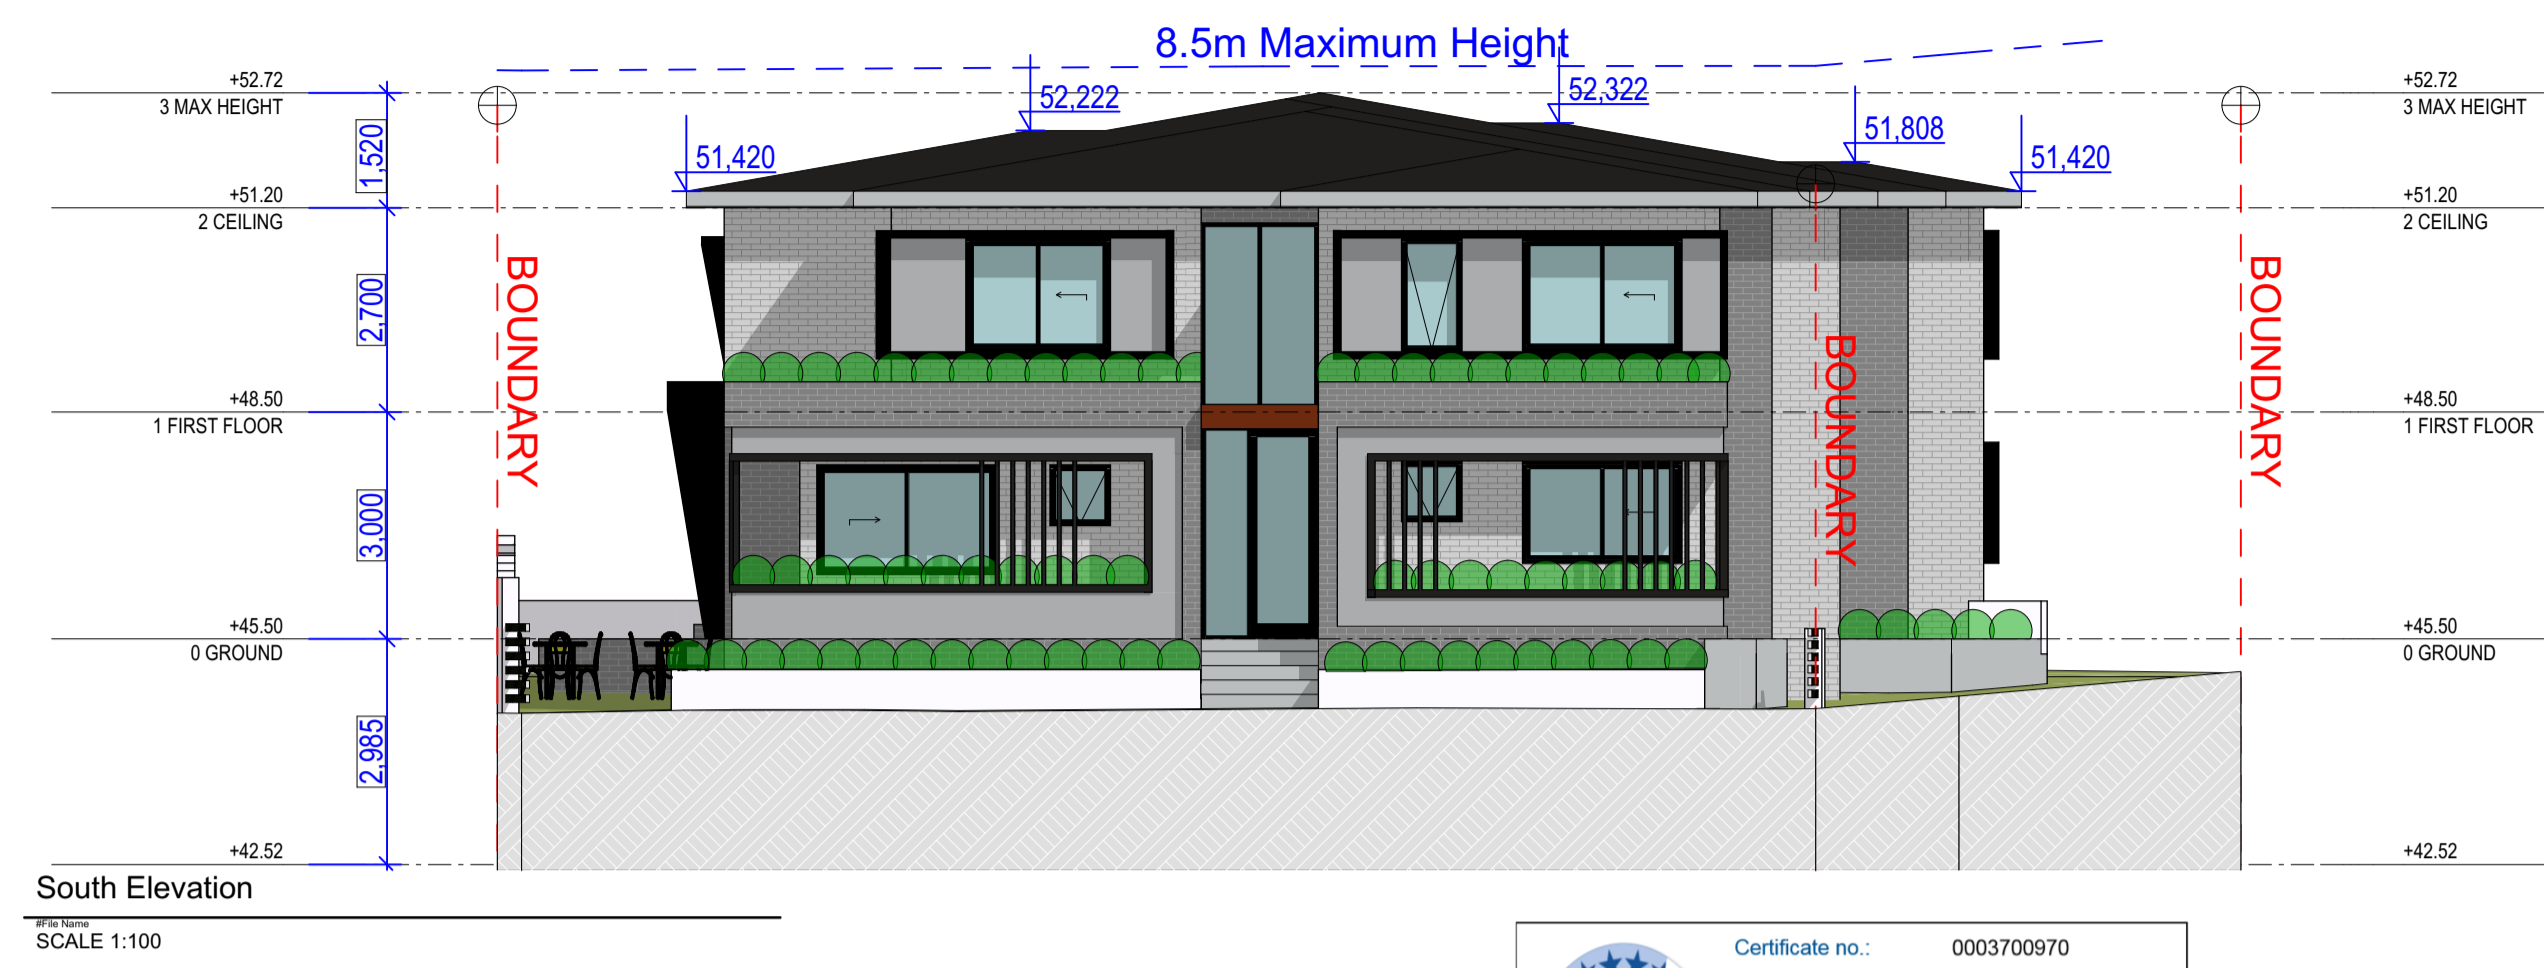 8.5m Maximum Height
+52.72
3 MAX HEIGHT
52,222
52,322
+52.72
3 MAX HEIGHT
1,520
51,420
51,808
51,420
+51.20
2 CEILING
+51.20
2 CEILING
2,700
BOUNDARY
BOUNDARY
BOUNDARY
+48.50
1 FIRST FLOOR
+48.50
1 FIRST FLOOR
3,000
+45.50
0 GROUND
+45.50
0 GROUND
2,985
+42.52
+42.52
South Elevation
#File Name
SCALE 1:100
Certificate no.: 0003700970